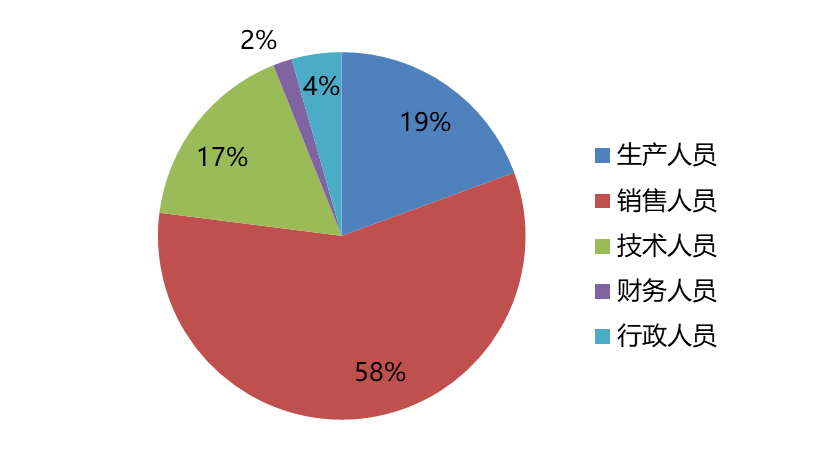 2%
4%
19%
17%
58%
生产人员
销售人员
技术人员
财务人员
行政人员